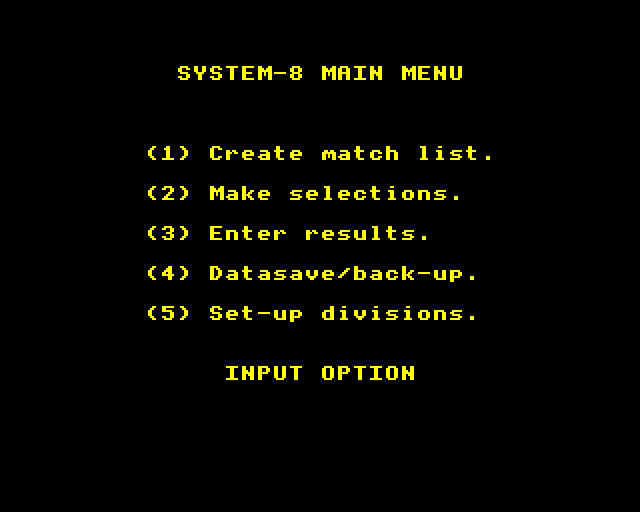 SYSTEM-8 MAIN MENU
(1) Create match list.
(2) Make selections.
(3) Enter results.
(4) Datasave/back-up.
(5) Set-up divisions.
INPUT OPTION